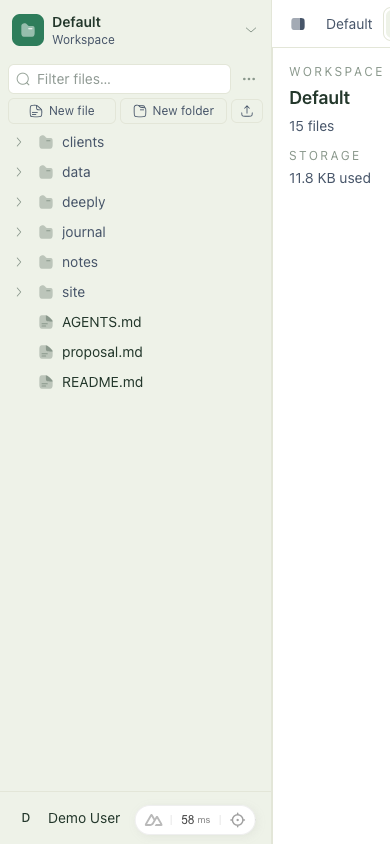 Default
Workspace
Filter files...
New file
New folder
clients
data
deeply
journal
notes
site
AGENTS.md
proposal.md
README.md
D
Demo User
58 ms
Default
WORKSPACE
Default
15 files
STORAGE
11.8 KB used